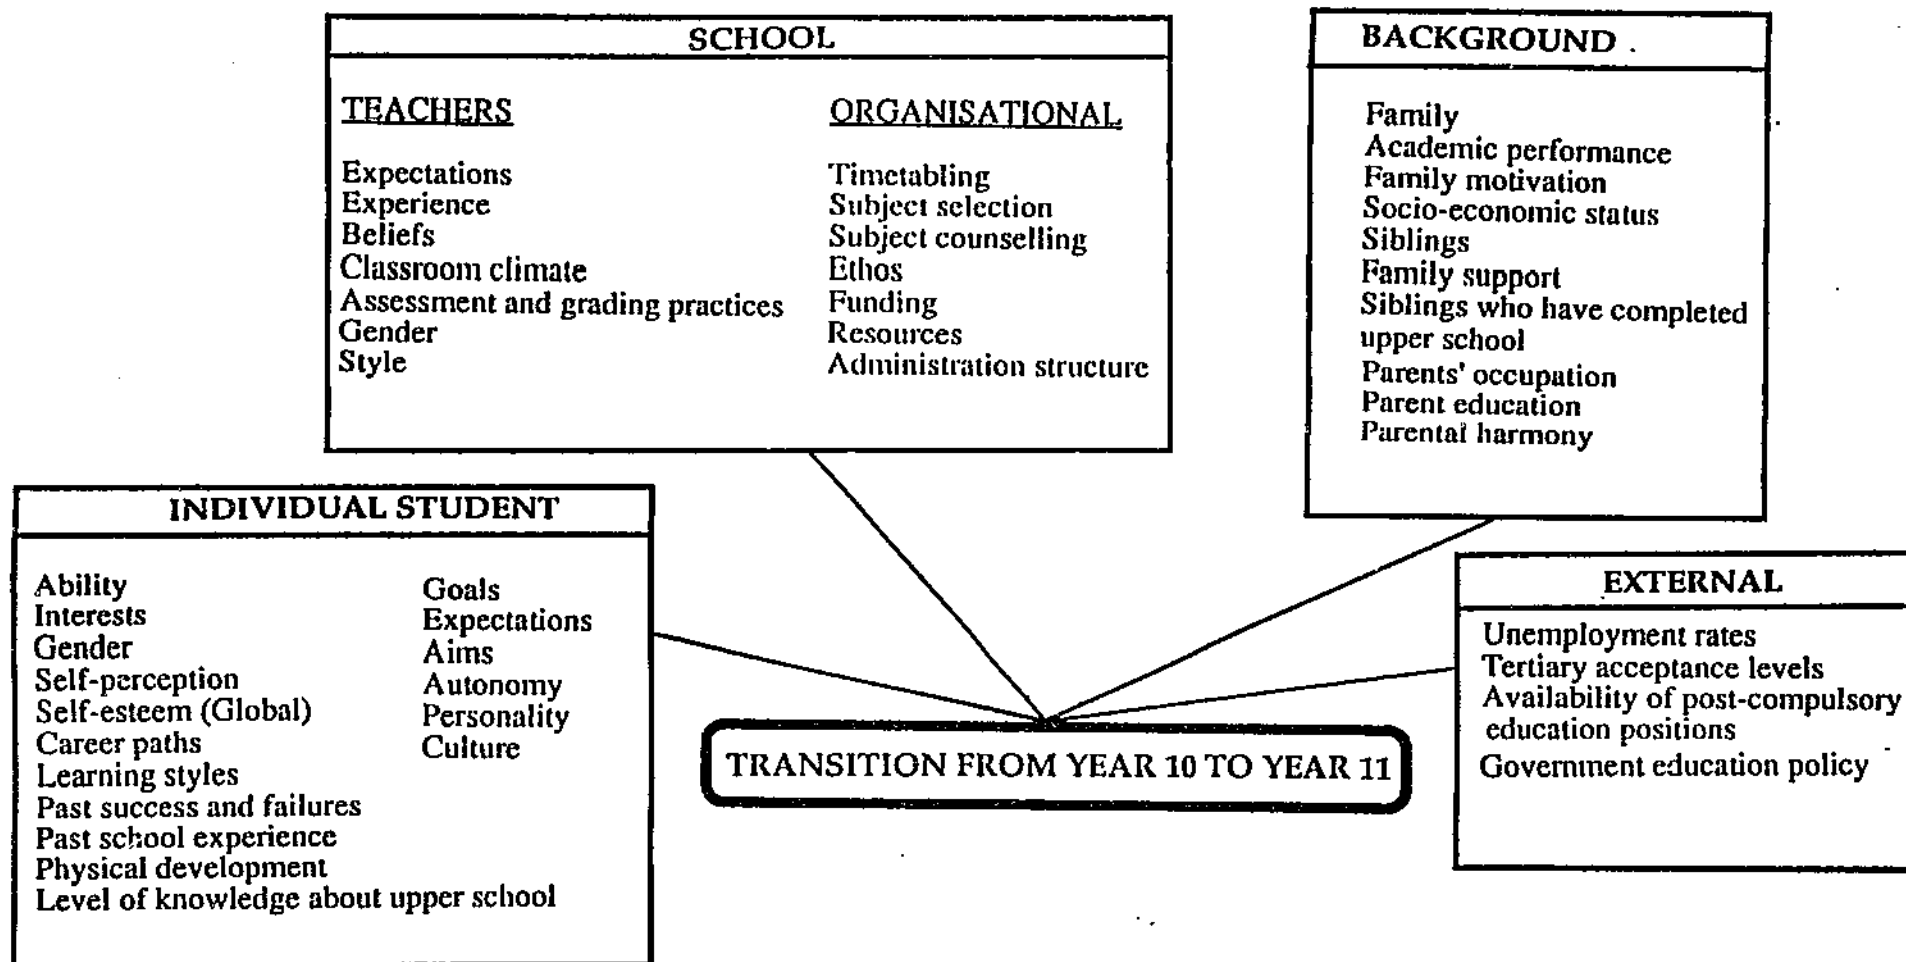 SCHOOL
TEACHERS
Expectations
Experience
Beliefs
Classroom climate
Assessment and grading practices
Gender
Style
ORGANISATIONAL
Timetabling
Subject selection
Subject counselling
Ethos
Funding
Resources
Administration structure
BACKGROUND
Family
Academic performance
Family motivation
Socio-economic status
Siblings
Family support
Siblings who have completed
upper school
Parents' occupation
Parent education
Parental harmony
INDIVIDUAL STUDENT
Ability
Interests
Gender
Self-perception
Self-esteem (Global)
Career paths
Learning styles
Past success and failures
Past school experience
Physical development
Level of knowledge about upper school
Goals
Expectations
Aims
Autonomy
Personality
Culture
EXTERNAL
Unemployment rates
Tertiary acceptance levels
Availability of post-compulsory
education positions
Government education policy
TRANSITION FROM YEAR 10 TO YEAR 11